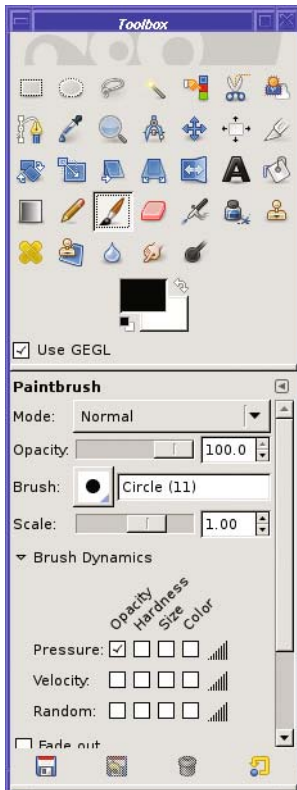 Toolbox
Use GEGL
Paintbrush
Mode: Normal
Opacity: 100.0
Brush: Circle (11)
Scale: 1.00
Brush Dynamics
Opacity Hardness Size Color
Pressure:
Velocity:
Random:
Fade out